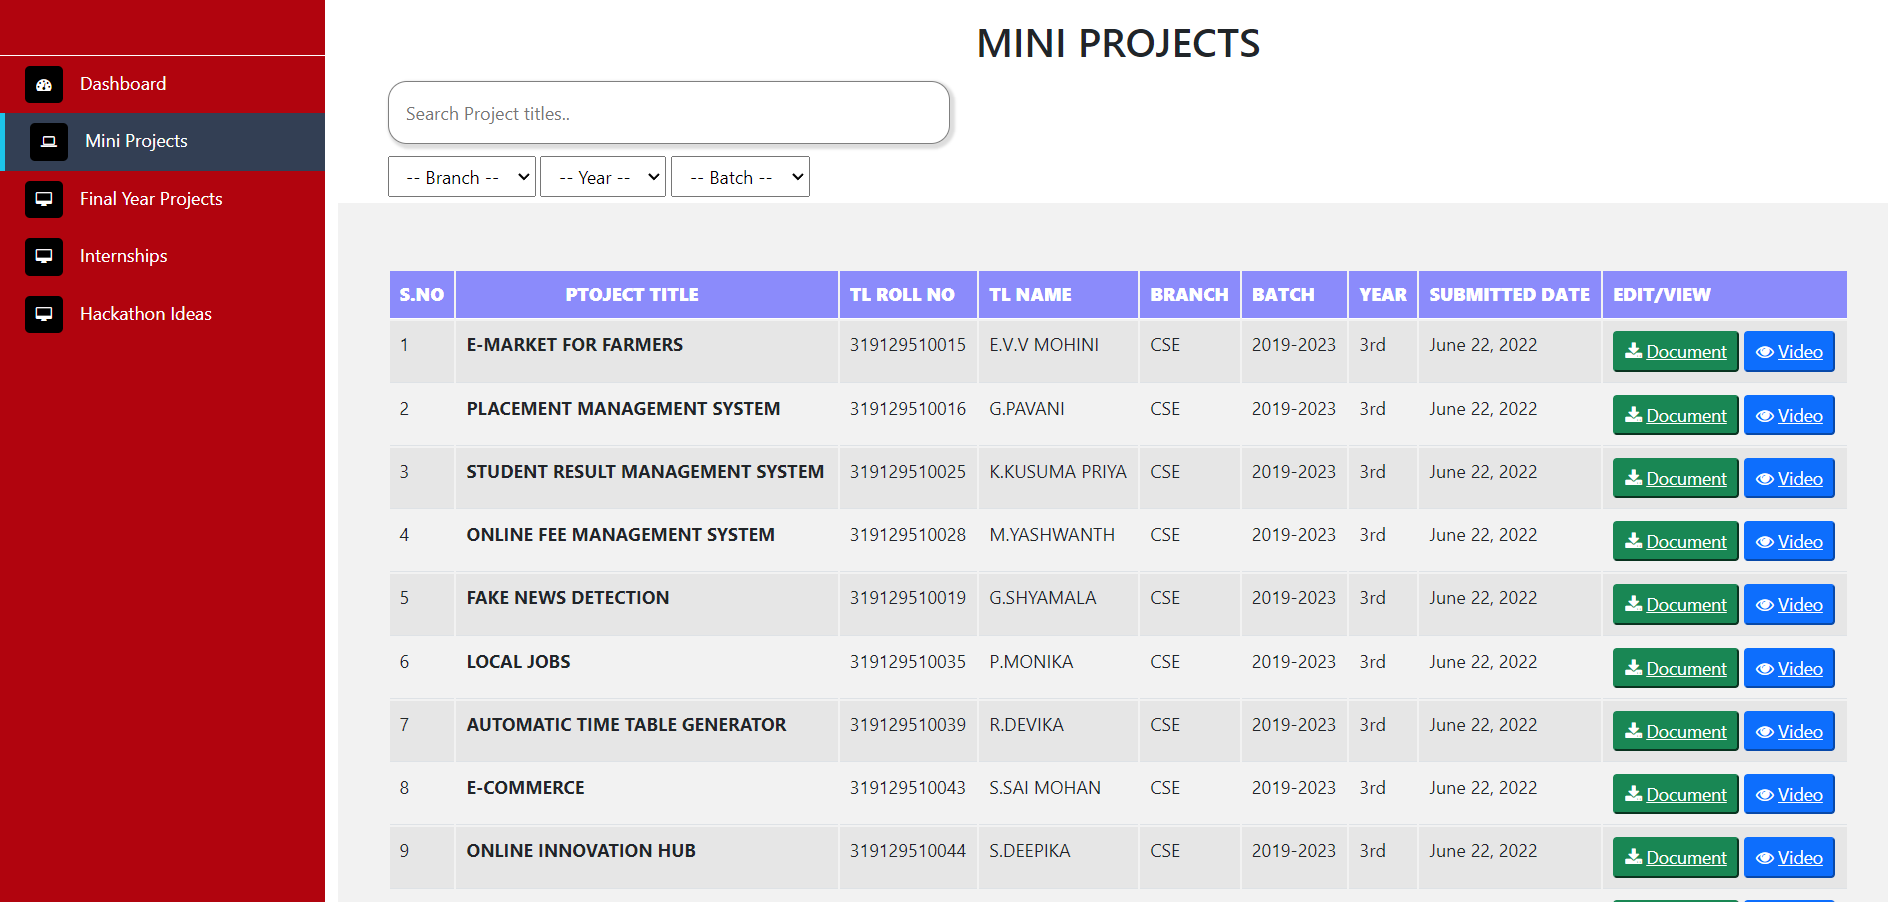 Dashboard
Mini Projects
Final Year Projects
Internships
Hackathon Ideas
MINI PROJECTS
Search Project titles..
-- Branch -- -- Year -- -- Batch --
S.NO PTOJECT TITLE TL ROLL NO TL NAME BRANCH BATCH YEAR SUBMITTED DATE EDIT/VIEW
1 E-MARKET FOR FARMERS 319129510015 E.V.V MOHINI CSE 2019-2023 3rd June 22, 2022 Document Video
2 PLACEMENT MANAGEMENT SYSTEM 319129510016 G.PAVANI CSE 2019-2023 3rd June 22, 2022 Document Video
3 STUDENT RESULT MANAGEMENT SYSTEM 319129510025 K.KUSUMA PRIYA CSE 2019-2023 3rd June 22, 2022 Document Video
4 ONLINE FEE MANAGEMENT SYSTEM 319129510028 M.YASHWANTH CSE 2019-2023 3rd June 22, 2022 Document Video
5 FAKE NEWS DETECTION 319129510019 G.SHYAMALA CSE 2019-2023 3rd June 22, 2022 Document Video
6 LOCAL JOBS 319129510035 P.MONIKA CSE 2019-2023 3rd June 22, 2022 Document Video
7 AUTOMATIC TIME TABLE GENERATOR 319129510039 R.DEVIKA CSE 2019-2023 3rd June 22, 2022 Document Video
8 E-COMMERCE 319129510043 S.SAI MOHAN CSE 2019-2023 3rd June 22, 2022 Document Video
9 ONLINE INNOVATION HUB 319129510044 S.DEEPIKA CSE 2019-2023 3rd June 22, 2022 Document Video